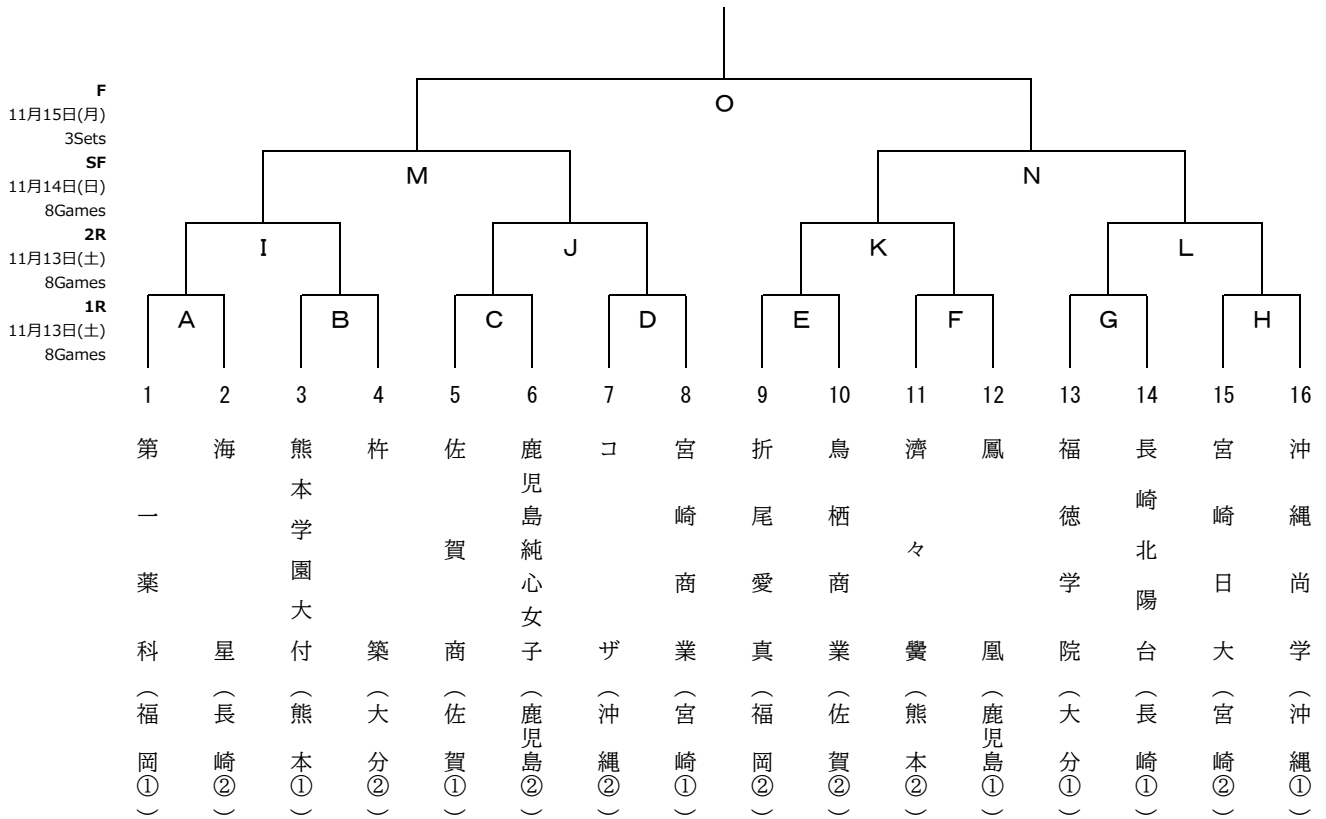 F
11月15日(月)
3Sets
SF
11月14日(日)
8Games
2R
11月13日(土)
8Games
1R
11月13日(土)
8Games
O
M
N
I
J
K
L
A
B
C
D
E
F
G
H
1 2 3 4 5 6 7 8 9 10 11 12 13 14 15 16
第一薬科(福岡①)
海星(長崎②)
熊本学園大付(熊本①)
杵築(大分②)
佐賀商(佐賀①)
鹿児島純心女子(鹿児島②)
コザ(沖縄②)
宮崎商業(宮崎①)
折尾愛真(福岡②)
鳥栖商業(佐賀②)
濟々黌(熊本②)
鳳凰(鹿児島①)
福徳学院(大分①)
長崎北陽台(長崎①)
宮崎日大(宮崎②)
沖縄尚学(沖縄①)